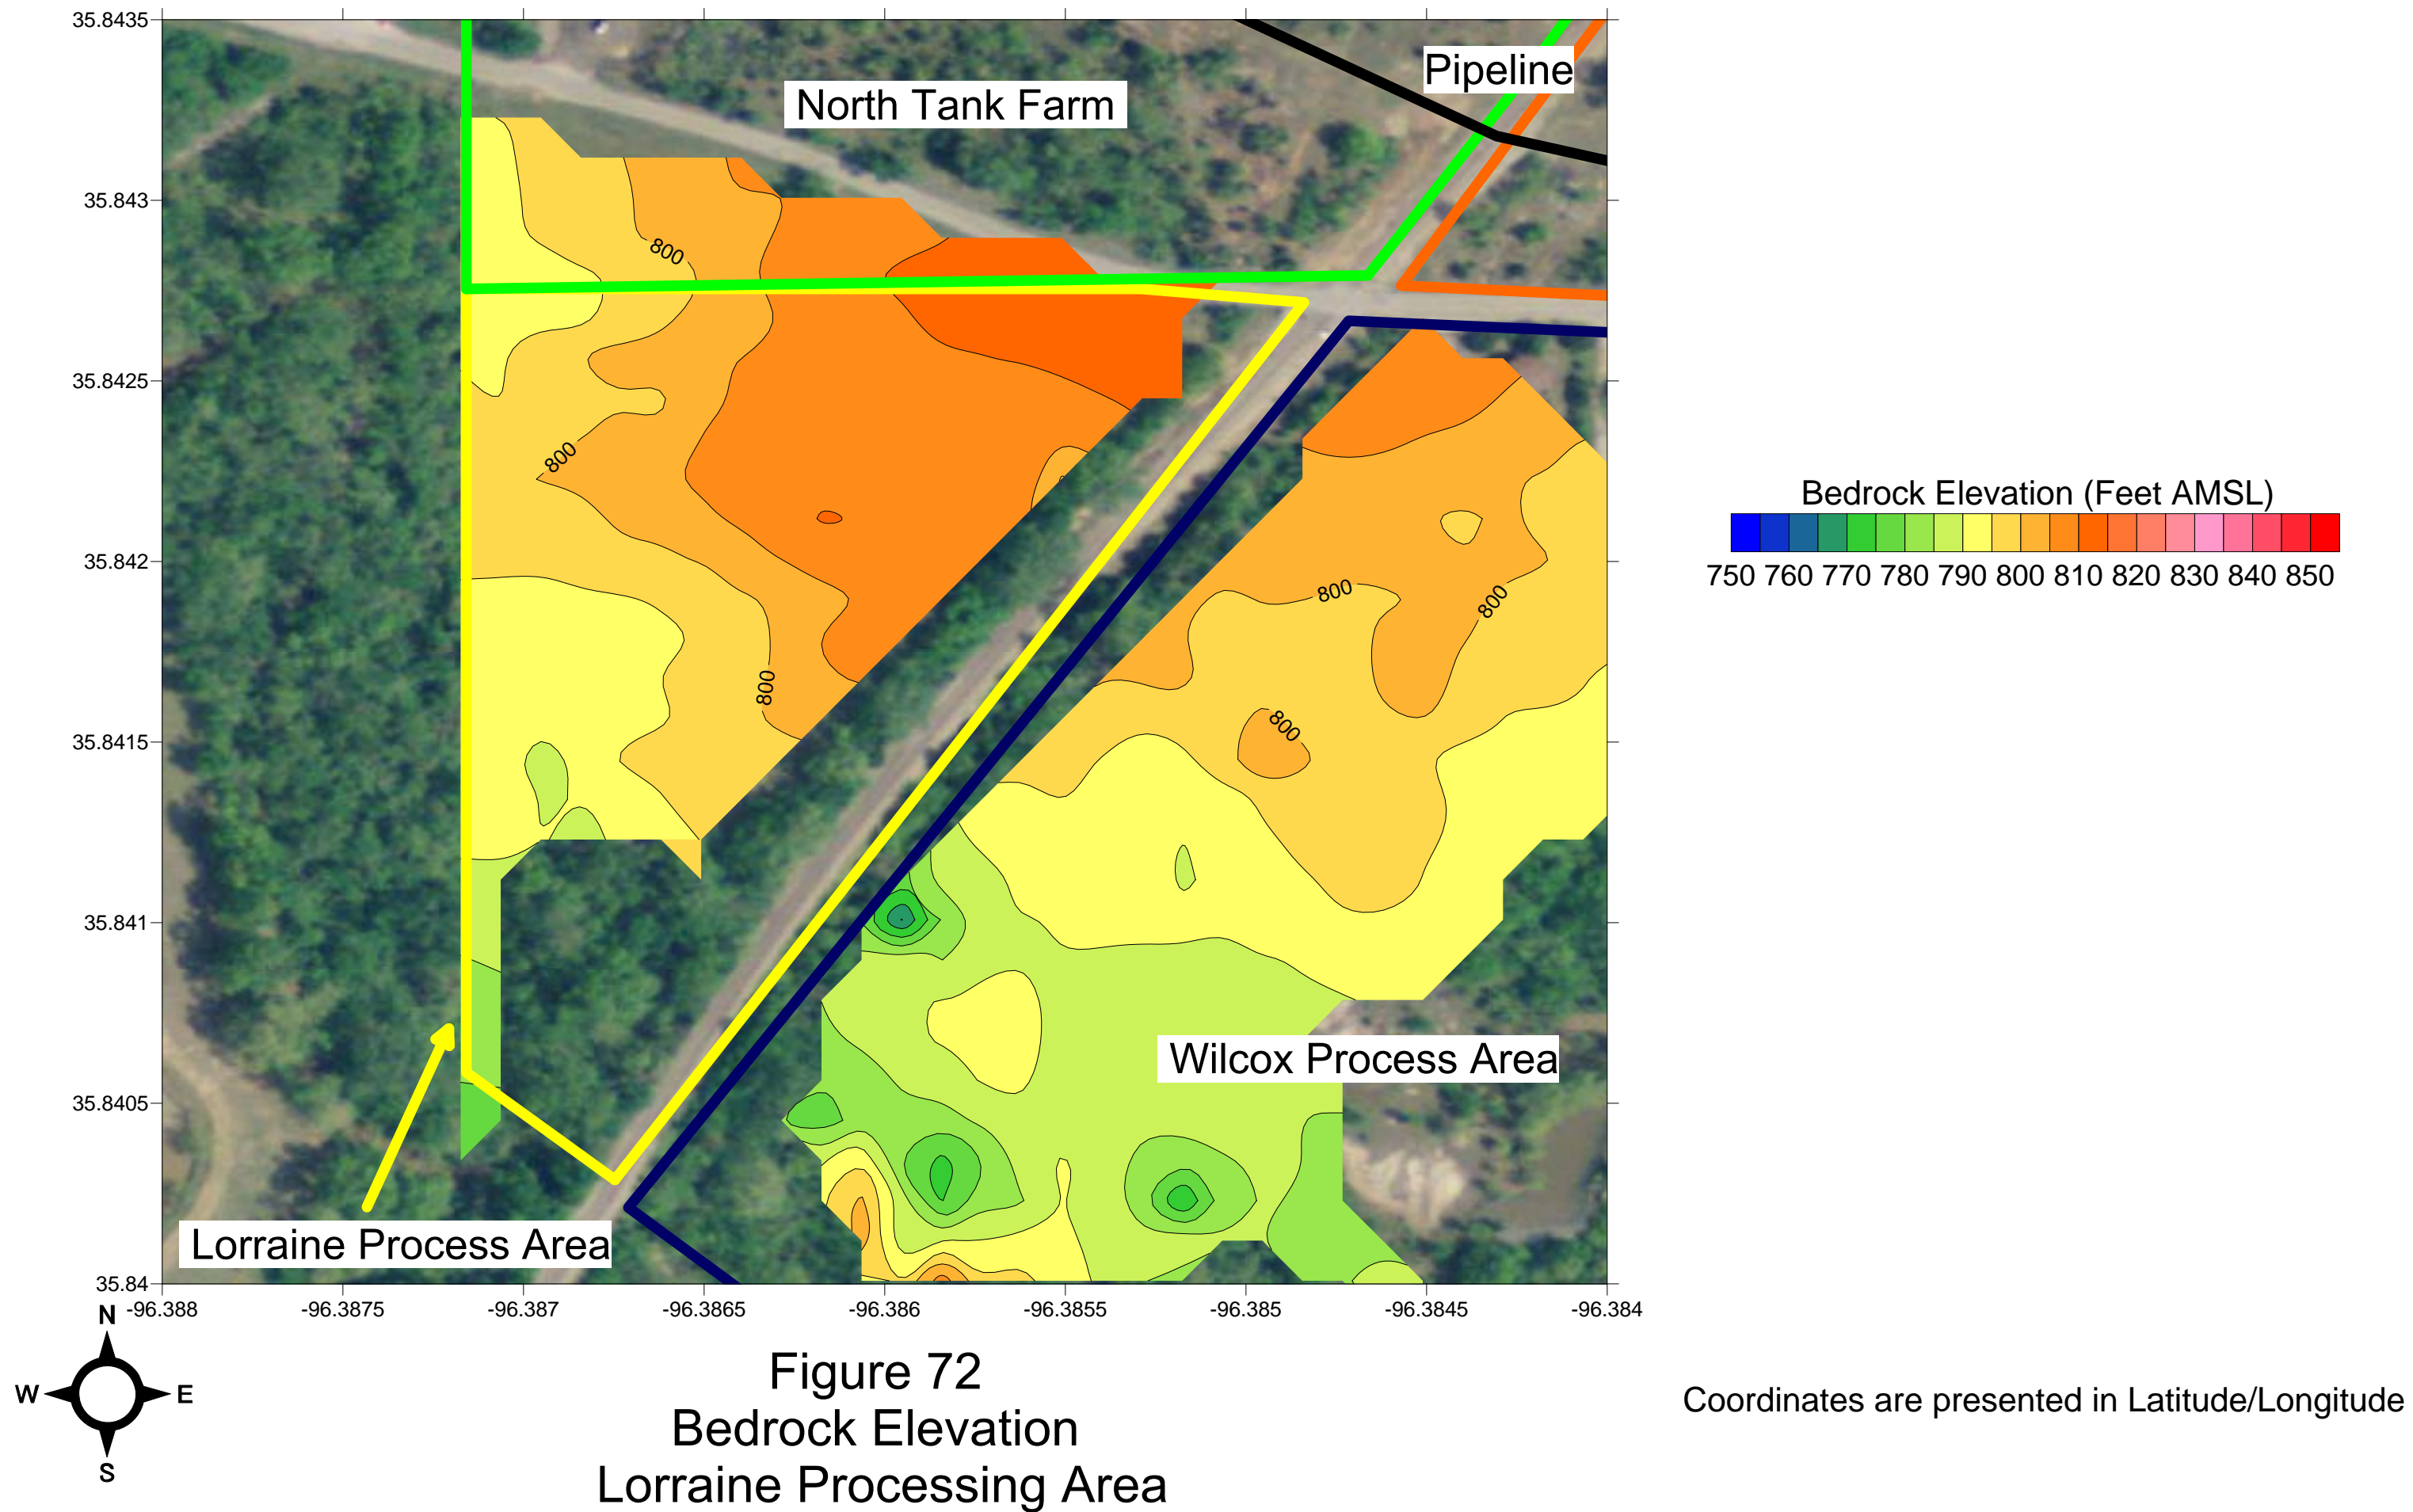 35.8435
35.843
35.8425
35.842
35.8415
35.841
35.8405
35.84
-96.388
-96.3875
-96.387
-96.3865
-96.386
-96.3855
-96.385
-96.3845
-96.384
Pipeline
North Tank Farm
800
800
800
800
800
800
Wilcox Process Area
Lorraine Process Area
Bedrock Elevation (Feet AMSL)
750 760 770 780 790 800 810 820 830 840 850
N
W E
S
Figure 72
Bedrock Elevation
Lorraine Processing Area
Coordinates are presented in Latitude/Longitude